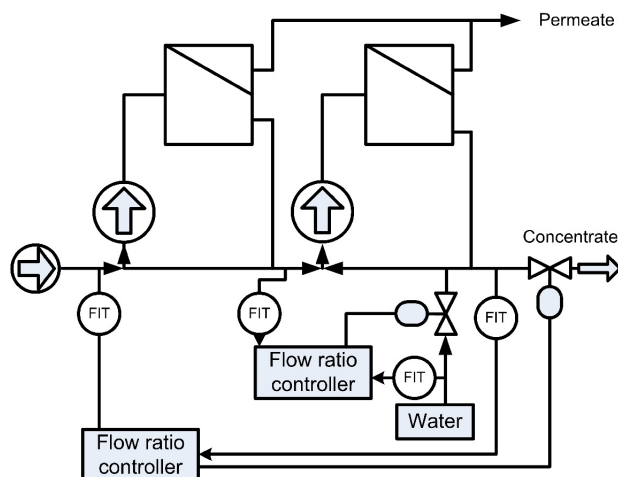 Permeate
Concentrate
FIT
FIT
FIT
Flow ratio
controller
FIT
Water
Flow ratio
controller